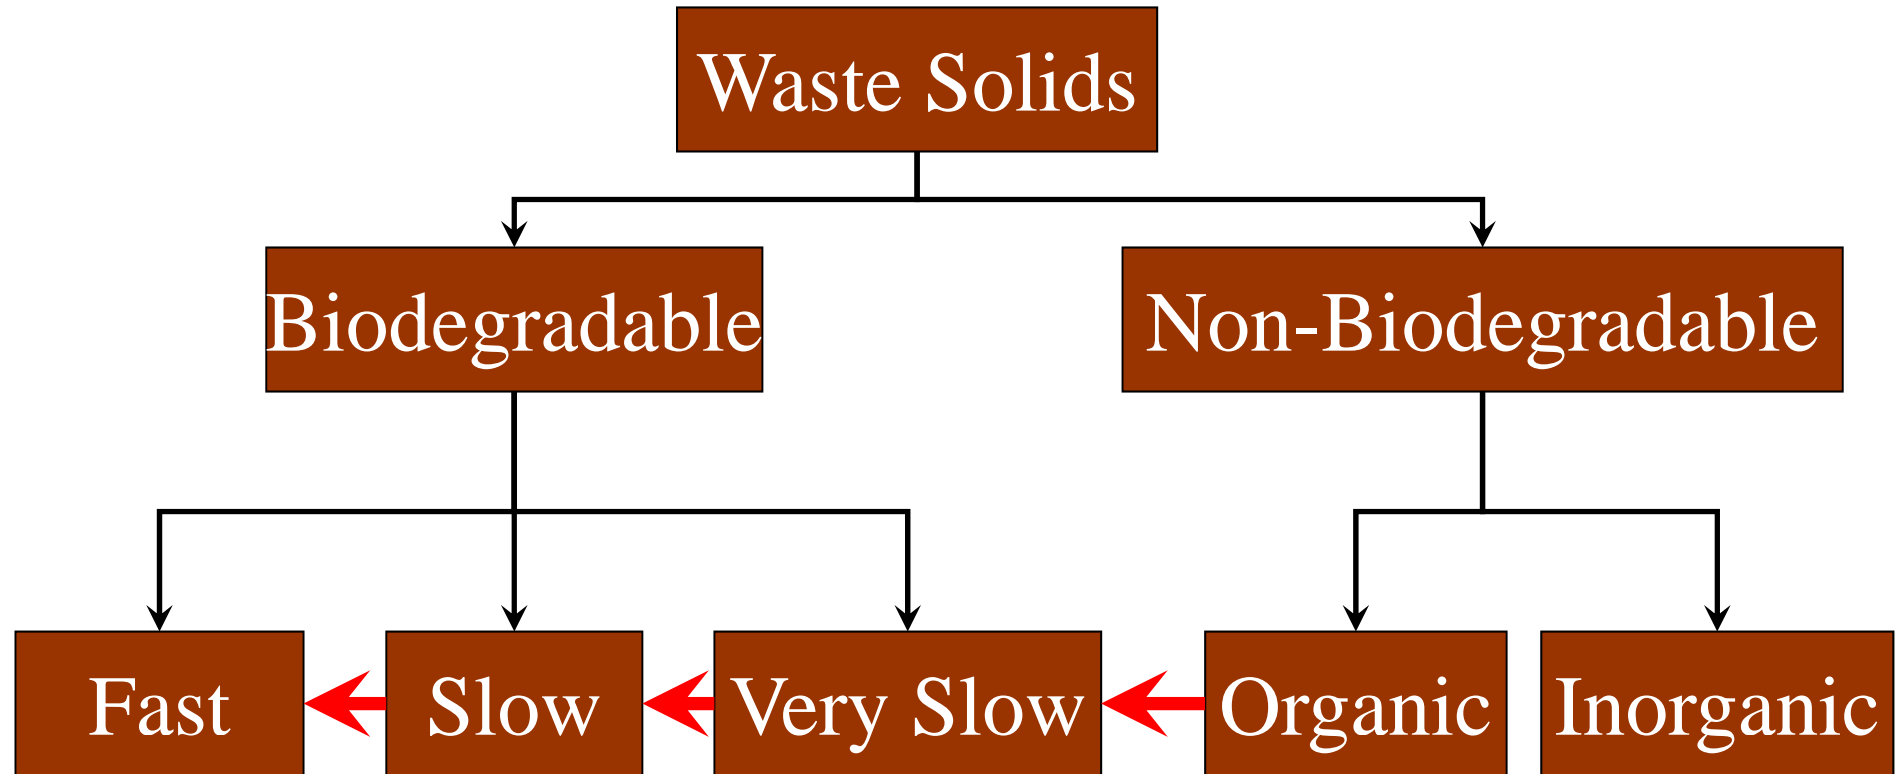 Waste Solids
Biodegradable
Non-Biodegradable
Fast
Slow
Very Slow
Organic
Inorganic